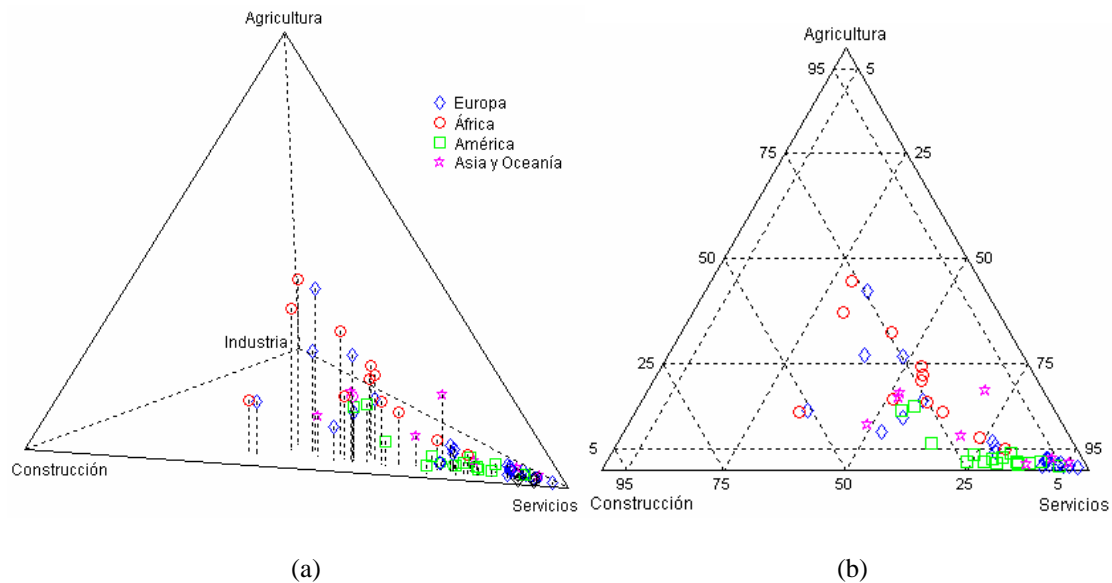 Agricultura
Europa
África
América
Asia y Oceanía
Industria
Construcción
Servicios
(a)
Agricultura
95
5
75
25
50
50
25
75
5
95
95
75
50
25
5
Construcción
Servicios
(b)